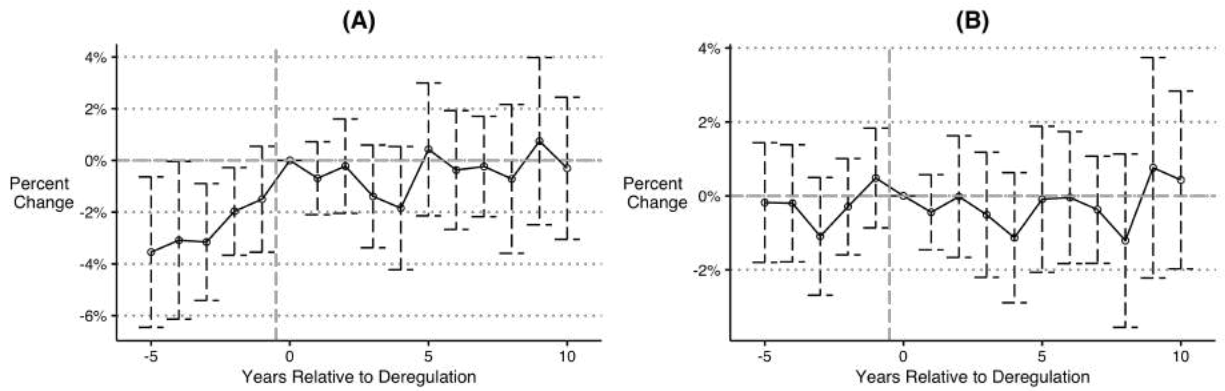 (A)
4%
2%
0%
-2%
-4%
-6%
Percent
Change
-5
0
5
10
Years Relative to Deregulation
(B)
4%
2%
0%
-2%
Percent
Change
-5
0
5
10
Years Relative to Deregulation